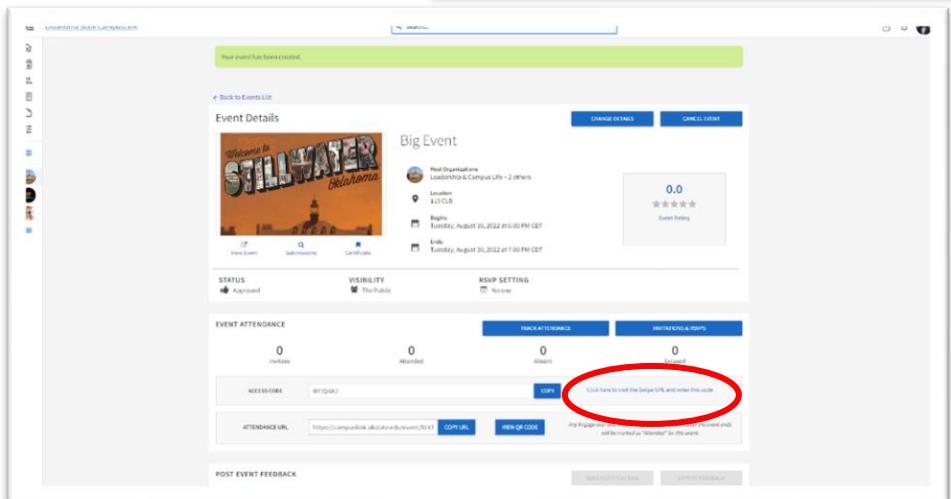 Your event has been created.
Back to Events List
Event Details
CHANGE DETAILS
CANCEL EVENT
Welcome to
STILLWATER
Oklahoma
Big Event
Host Organizations
Leadership & Campus Life + 2 others
Location
113 CLB
Begins
Tuesday, August 30, 2022 at 6:00 PM CDT
Ends
Tuesday, August 30, 2022 at 7:00 PM CDT
0.0
Event Rating
View Event
Submissions
Certificate
STATUS
Approved
VISIBILITY
The Public
RSVP SETTING
No one
EVENT ATTENDANCE
TRACK ATTENDANCE
INVITATIONS & RSVPS
0
Invitees
0
Attended
0
Absent
0
Excused
ACCESS CODE
COPY
Click here to visit the Swipe URL and enter this code
ATTENDANCE URL
COPY URL
VIEW QR CODE
will be marked as "Attended" for this event.
POST EVENT FEEDBACK